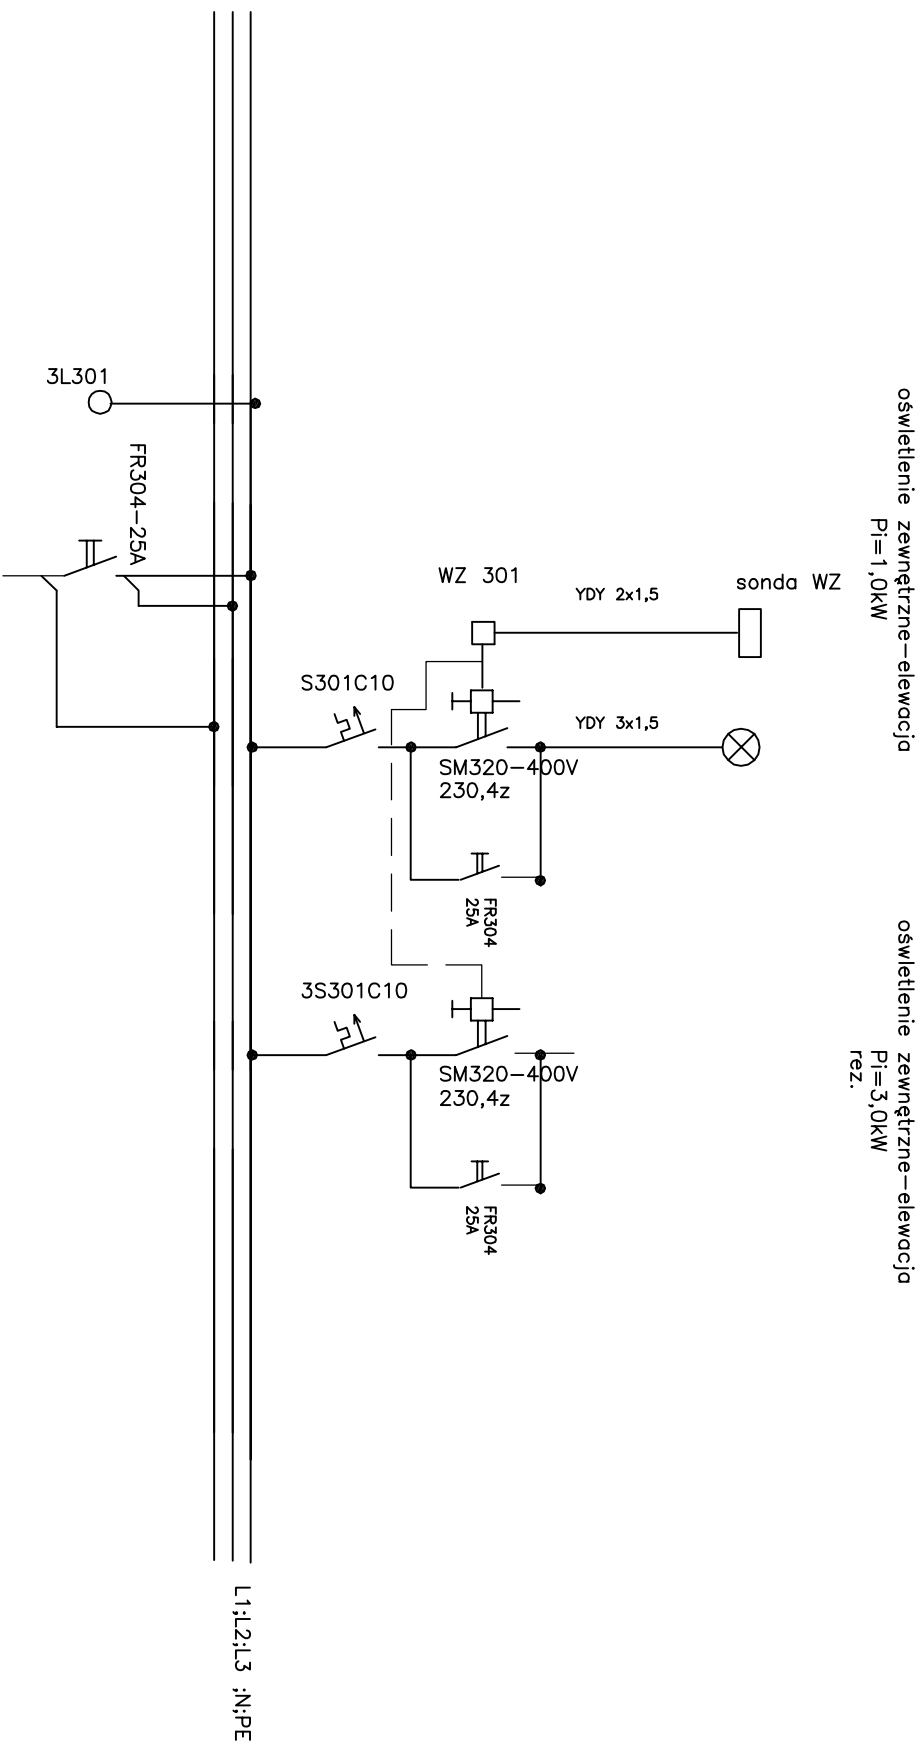 3L301
FR304-25A
WZ 301
YDY 2x1,5
sonda WZ
S301C10
YDY 3x1,5
SM320-400V
230,4z
FR304
25A
3S301C10
SM320-400V
230,4z
FR304
25A
oświetlenie zewnętrzne-elewacja
Pi=1,0kW
oświetlenie zewnętrzne-elewacja
Pi=3,0kW
rez.
L1;L2;L3 ;N;PE